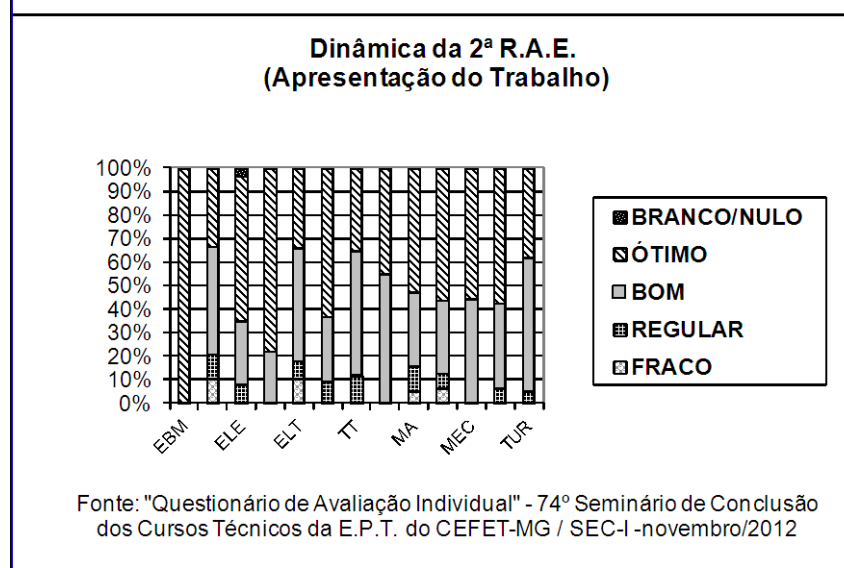 Dinâmica da 2ª R.A.E.
(Apresentação do Trabalho)
100%
90%
80%
70%
60%
50%
40%
30%
20%
10%
0%
EBM
ELE
ELT
TT
MA
MEC
TUR
BRANCO/NULO
ÓTIMO
BOM
REGULAR
FRACO
Fonte: "Questionário de Avaliação Individual" - 74º Seminário de Conclusão
dos Cursos Técnicos da E.P.T. do CEFET-MG / SEC-I -novembro/2012